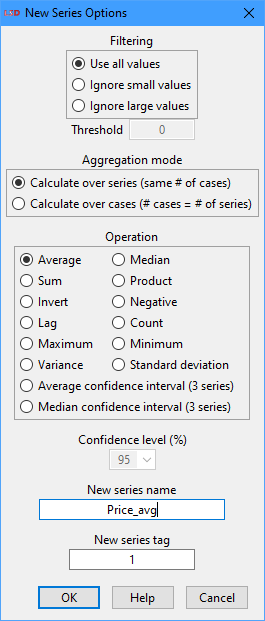 New Series Options
Filtering
Use all values
Ignore small values
Ignore large values
Threshold 0
Aggregation mode
Calculate over series (same # of cases)
Calculate over cases (# cases = # of series)
Operation
Average Median
Sum Product
Invert Negative
Lag Count
Maximum Minimum
Variance Standard deviation
Average confidence interval (3 series)
Median confidence interval (3 series)
Confidence level (%)
95
New series name
Price_avg
New series tag
1
OK Help Cancel